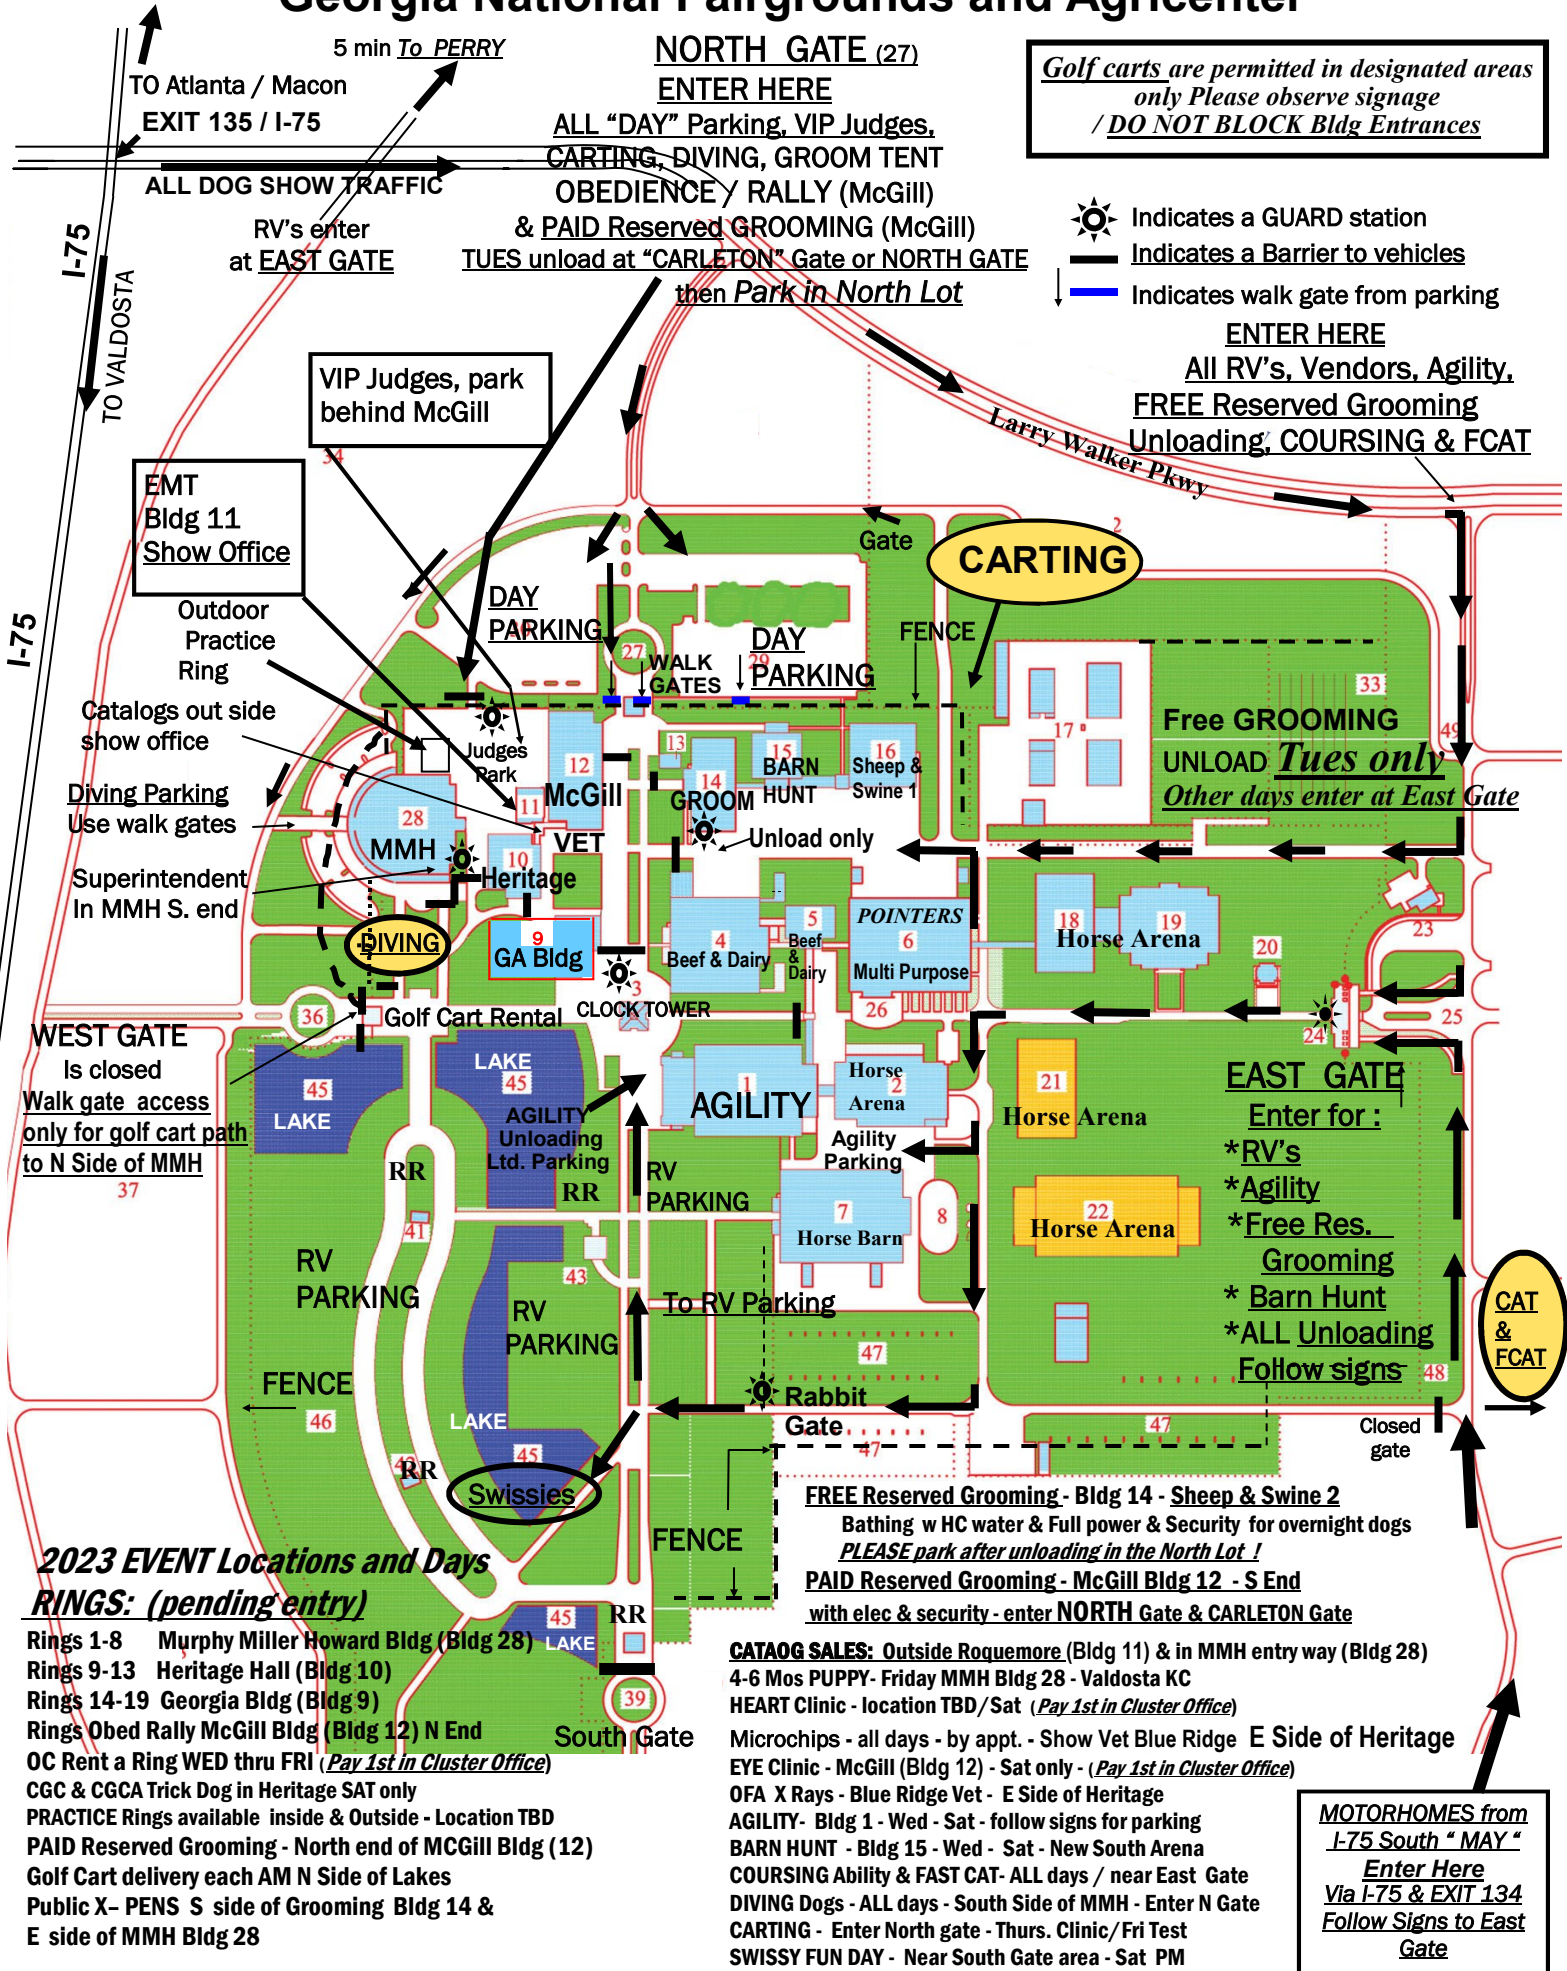 Georgia National Fairgrounds and Agricenter
5 min To PERRY
TO Atlanta / Macon
EXIT 135 / I-75
ALL DOG SHOW TRAFFIC
RV's enter
at EAST GATE
I-75
TO VALDOSTA
I-75
NORTH GATE (27)
ENTER HERE
ALL “DAY” Parking, VIP Judges,
CARTING, DIVING, GROOM TENT
OBEDIENCE / RALLY (McGill)
& PAID Reserved GROOMING (McGill)
TUES unload at “CARLETON” Gate or NORTH GATE
then Park in North Lot
Golf carts are permitted in designated areas
only Please observe signage
/ DO NOT BLOCK Bldg Entrances
Indicates a GUARD station
Indicates a Barrier to vehicles
Indicates walk gate from parking
ENTER HERE
All RV's, Vendors, Agility,
FREE Reserved Grooming
Unloading, COURSING & FCAT
Larry Walker Pkwy
VIP Judges, park
behind McGill
34
EMT
Bldg 11
Show Office
Outdoor
Practice
Ring
Catalogs out side
show office
Diving Parking
Use walk gates
Superintendent
In MMH S. end
DAY
PARKING
27
WALK
GATES
29
DAY
PARKING
Gate
FENCE
CARTING
2
33
49
17
Free GROOMING
UNLOAD Tues only
Other days enter at East Gate
Judges
Park
12
McGill
11
VET
13
14
GROOM
15
BARN
HUNT
16
Sheep &
Swine 1
Unload only
28
MMH
10
Heritage
DIVING
9
GA Bldg
3
CLOCK TOWER
4
Beef & Dairy
5
Beef
&
Dairy
POINTERS
6
Multi Purpose
26
18
19
Horse Arena
20
23
24
25
36
Golf Cart Rental
WEST GATE
Is closed
Walk gate access
only for golf cart path
to N Side of MMH
37
45
LAKE
LAKE
45
AGILITY
Unloading
Ltd. Parking
RR
RR
RV
PARKING
1
AGILITY
Horse
2
Arena
Agility
Parking
21
Horse Arena
7
Horse Barn
8
22
Horse Arena
EAST GATE
Enter for :
*RV's
*Agility
*Free Res.
Grooming
* Barn Hunt
*ALL Unloading
Follow signs
48
CAT
&
FCAT
Closed
gate
41
43
RV
PARKING
RV
PARKING
To RV Parking
47
FENCE
46
LAKE
45
RR
Swissies
Rabbit
Gate
47
47
FENCE
45
LAKE
RR
39
South Gate
FREE Reserved Grooming - Bldg 14 - Sheep & Swine 2
Bathing w HC water & Full power & Security for overnight dogs
PLEASE park after unloading in the North Lot !
PAID Reserved Grooming - McGill Bldg 12 - S End
with elec & security - enter NORTH Gate & CARLETON Gate
2023 EVENT Locations and Days
RINGS: (pending entry)
Rings 1-8 Murphy Miller Howard Bldg (Bldg 28)
Rings 9-13 Heritage Hall (Bldg 10)
Rings 14-19 Georgia Bldg (Bldg 9)
Rings Obed Rally McGill Bldg (Bldg 12) N End
OC Rent a Ring WED thru FRI (Pay 1st in Cluster Office)
CGC & CGCA Trick Dog in Heritage SAT only
PRACTICE Rings available inside & Outside - Location TBD
PAID Reserved Grooming - North end of MCGill Bldg (12)
Golf Cart delivery each AM N Side of Lakes
Public X– PENS S side of Grooming Bldg 14 &
E side of MMH Bldg 28
CATAOG SALES: Outside Roquemore (Bldg 11) & in MMH entry way (Bldg 28)
4-6 Mos PUPPY- Friday MMH Bldg 28 - Valdosta KC
HEART Clinic - location TBD/Sat (Pay 1st in Cluster Office)
Microchips - all days - by appt. - Show Vet Blue Ridge E Side of Heritage
EYE Clinic - McGill (Bldg 12) - Sat only - (Pay 1st in Cluster Office)
OFA X Rays - Blue Ridge Vet - E Side of Heritage
AGILITY- Bldg 1 - Wed - Sat - follow signs for parking
BARN HUNT - Bldg 15 - Wed - Sat - New South Arena
COURSING Ability & FAST CAT- ALL days / near East Gate
DIVING Dogs - ALL days - South Side of MMH - Enter N Gate
CARTING - Enter North gate - Thurs. Clinic/Fri Test
SWISSY FUN DAY - Near South Gate area - Sat PM
MOTORHOMES from
I-75 South “ MAY “
Enter Here
Via I-75 & EXIT 134
Follow Signs to East
Gate